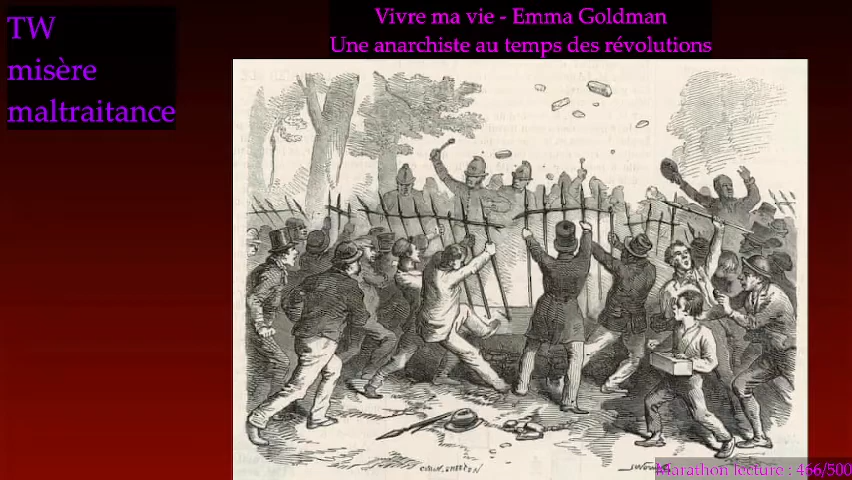 TW
misère
maltraitance
Vivre ma vie - Emma Goldman
Une anarchiste au temps des révolutions
Marathon lecture : 466/500